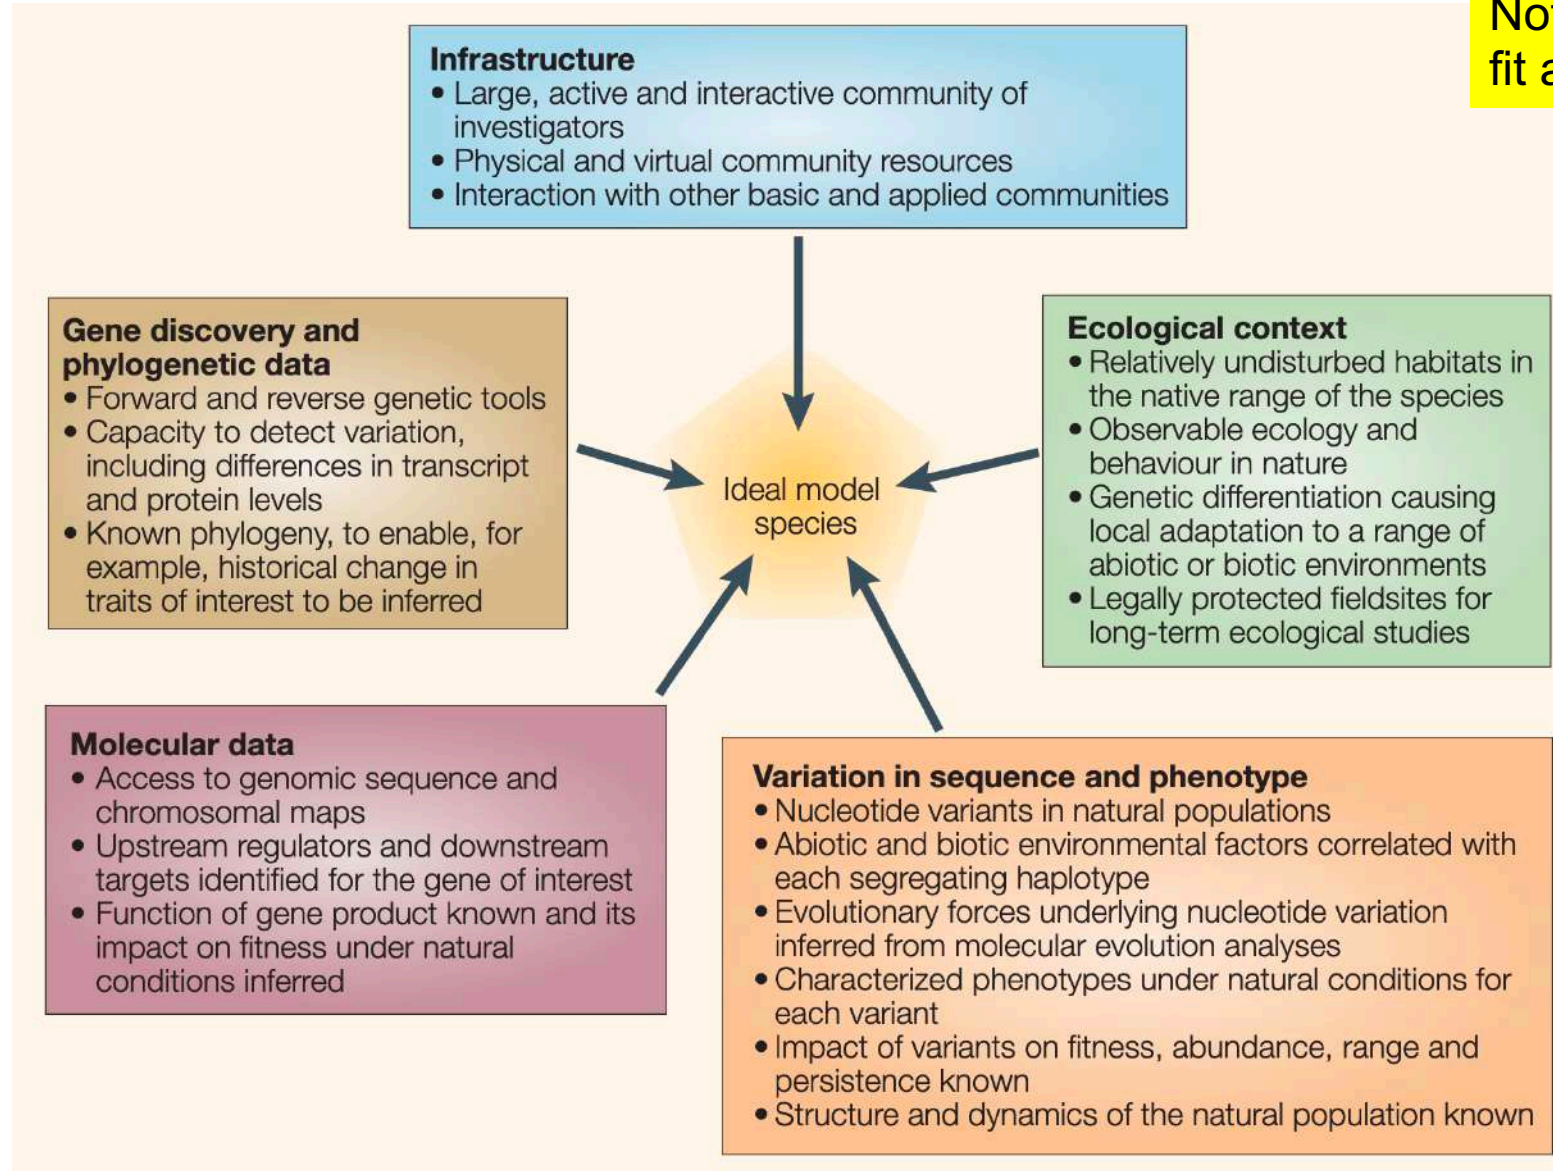 Not
fit a
Infrastructure
• Large, active and interactive community of
investigators
• Physical and virtual community resources
• Interaction with other basic and applied communities
Gene discovery and
phylogenetic data
• Forward and reverse genetic tools
• Capacity to detect variation,
including differences in transcript
and protein levels
• Known phylogeny, to enable, for
example, historical change in
traits of interest to be inferred
Ecological context
• Relatively undisturbed habitats in
the native range of the species
• Observable ecology and
behaviour in nature
• Genetic differentiation causing
local adaptation to a range of
abiotic or biotic environments
• Legally protected fieldsites for
long-term ecological studies
Ideal model
species
Molecular data
• Access to genomic sequence and
chromosomal maps
• Upstream regulators and downstream
targets identified for the gene of interest
• Function of gene product known and its
impact on fitness under natural
conditions inferred
Variation in sequence and phenotype
• Nucleotide variants in natural populations
• Abiotic and biotic environmental factors correlated with
each segregating haplotype
• Evolutionary forces underlying nucleotide variation
inferred from molecular evolution analyses
• Characterized phenotypes under natural conditions for
each variant
• Impact of variants on fitness, abundance, range and
persistence known
• Structure and dynamics of the natural population known